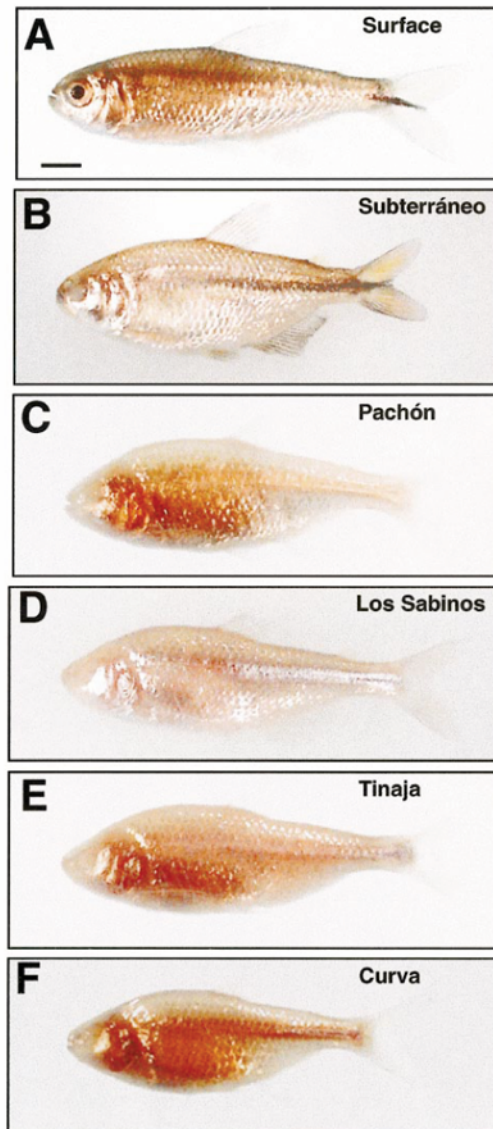 A
Surface
B
Subterráneo
C
Pachón
D
Los Sabinos
E
Tinaja
F
Curva